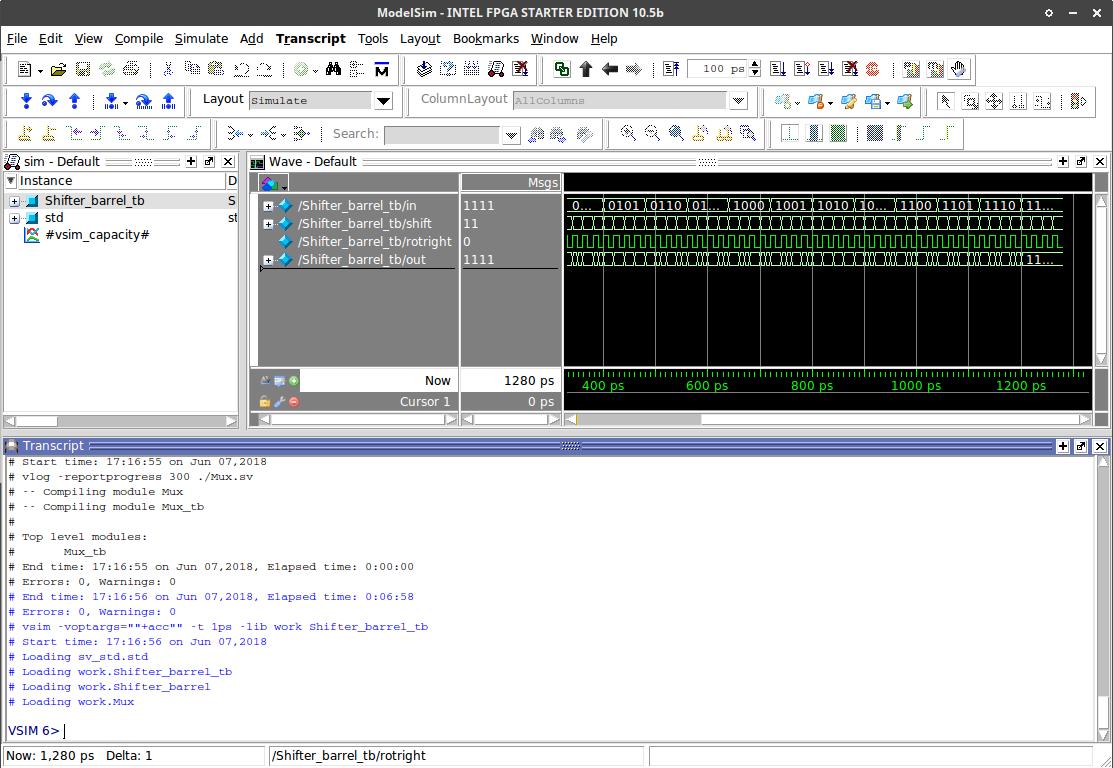 ModelSim - INTEL FPGA STARTER EDITION 10.5b
File Edit View Compile Simulate Add Transcript Tools Layout Bookmarks Window Help
100 ps
Layout Simulate ColumnLayout AllColumns
Search:
sim - Default
Instance D
Shifter_barrel_tb S
std st
#vsim_capacity#
Wave - Default
Msgs
/Shifter_barrel_tb/in 1111 0... 0101 0110 01... 1000 1001 1010 10... 1100 1101 1110 11...
/Shifter_barrel_tb/shift 11
/Shifter_barrel_tb/rotright 0
/Shifter_barrel_tb/out 1111 11...
Now 1280 ps 400 ps 600 ps 800 ps 1000 ps 1200 ps
Cursor 1 0 ps
Transcript
# Start time: 17:16:55 on Jun 07,2018
# vlog -reportprogress 300 ./Mux.sv
# -- Compiling module Mux
# -- Compiling module Mux_tb
#
# Top level modules:
# Mux_tb
# End time: 17:16:55 on Jun 07,2018, Elapsed time: 0:00:00
# Errors: 0, Warnings: 0
# End time: 17:16:56 on Jun 07,2018, Elapsed time: 0:06:58
# Errors: 0, Warnings: 0
# vsim -voptargs=""+acc"" -t 1ps -lib work Shifter_barrel_tb
# Start time: 17:16:56 on Jun 07,2018
# Loading sv_std.std
# Loading work.Shifter_barrel_tb
# Loading work.Shifter_barrel
# Loading work.Mux
VSIM 6>
Now: 1,280 ps Delta: 1 /Shifter_barrel_tb/rotright